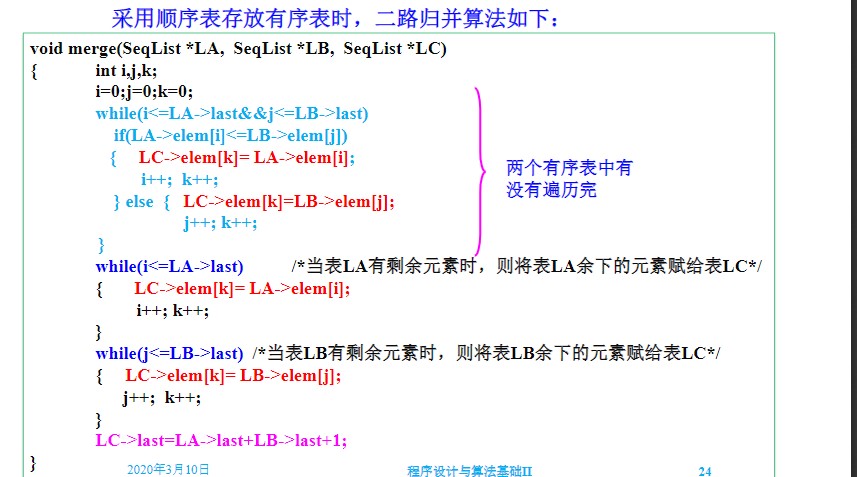 采用顺序表存放有序表时，二路归并算法如下：
void merge(SeqList *LA, SeqList *LB, SeqList *LC)
{ int i,j,k;
i=0;j=0;k=0;
while(i<=LA->last&&j<=LB->last)
if(LA->elem[i]<=LB->elem[j])
{ LC->elem[k]= LA->elem[i];
i++; k++;
} else { LC->elem[k]=LB->elem[j];
j++; k++;
}
两个有序表中有
没有遍历完
while(i<=LA->last) /*当表LA有剩余元素时，则将表LA余下的元素赋给表LC*/
{ LC->elem[k]= LA->elem[i];
i++; k++;
}
while(j<=LB->last) /*当表LB有剩余元素时，则将表LB余下的元素赋给表LC*/
{ LC->elem[k]= LB->elem[j];
j++; k++;
}
LC->last=LA->last+LB->last+1;
}
2020年3月10日 程序设计与算法基础II 24